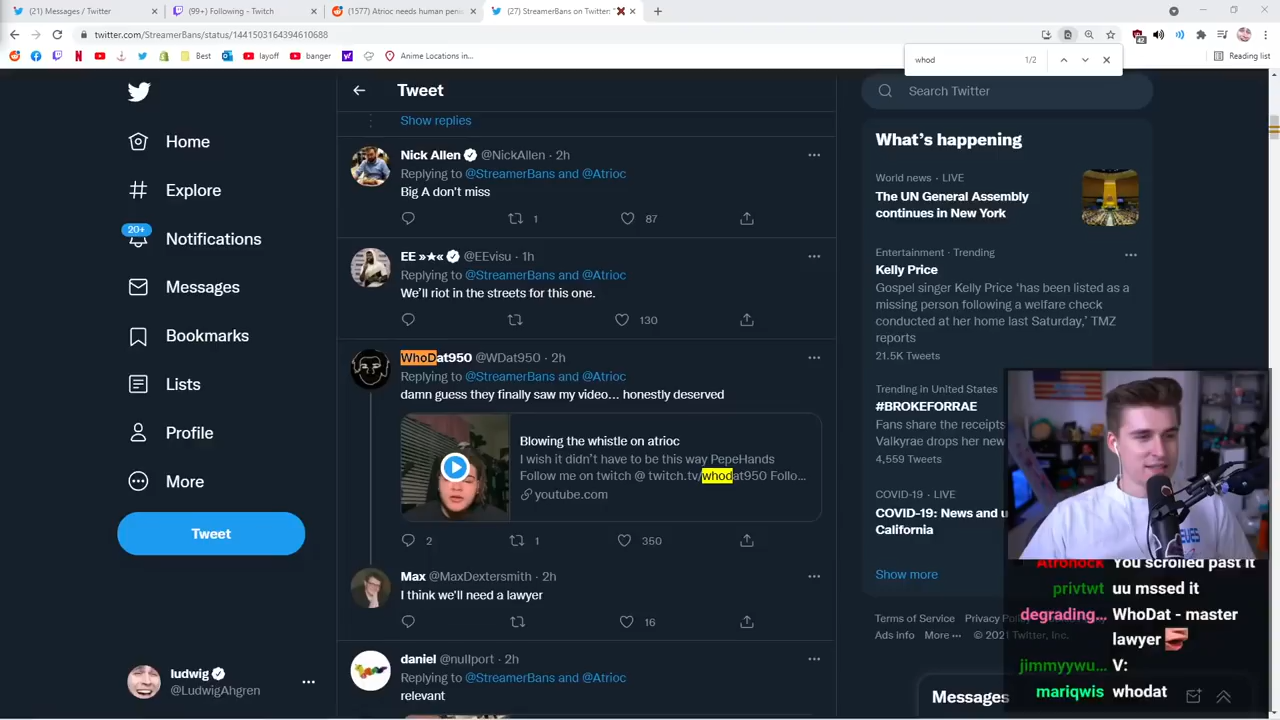 (21) Messages / Twitter
(99+) Following - Twitch
(1577) Atrioc needs human peni
(27) StreamerBans on Twitter: "
twitter.com/StreamerBans/status/1441503164394610688
42
Best
layoff
banger
Anime Locations in...
Reading list
whod
1/2
Home
Explore
20+
Notifications
Messages
Bookmarks
Lists
Profile
More
Tweet
ludwig
@LudwigAhgren
Tweet
Show replies
Nick Allen @NickAllen · 2h
Replying to @StreamerBans and @Atrioc
Big A don't miss
1
87
EE »★« @EEvisu · 1h
Replying to @StreamerBans and @Atrioc
We'll riot in the streets for this one.
130
WhoDat950 @WDat950 · 2h
Replying to @StreamerBans and @Atrioc
damn guess they finally saw my video... honestly deserved
Blowing the whistle on atrioc
I wish it didn't have to be this way PepeHands
Follow me on twitch @ twitch.tv/whodat950 Follo...
youtube.com
2
1
350
Max @MaxDextersmith · 2h
I think we'll need a lawyer
16
daniel @nullport · 2h
Replying to @StreamerBans and @Atrioc
relevant
Search Twitter
What's happening
World news · LIVE
The UN General Assembly
continues in New York
Entertainment · Trending
Kelly Price
Gospel singer Kelly Price 'has been listed as a
missing person following a welfare check
conducted at her home last Saturday,' TMZ
reports
21.5K Tweets
Trending in United States
#BROKEFORRAE
Fans share the receipts
Valkyrae drops her new
4,559 Tweets
COVID-19 · LIVE
COVID-19: News and u
California
Show more
Terms of Service Privacy
Ads info More ··· © 2021 Twitter, Inc.
Messages
Atronock You scrolled past it
privtwt uu mssed it
degrading... WhoDat - master
lawyer
jimmyywu... V:
mariqwis whodat